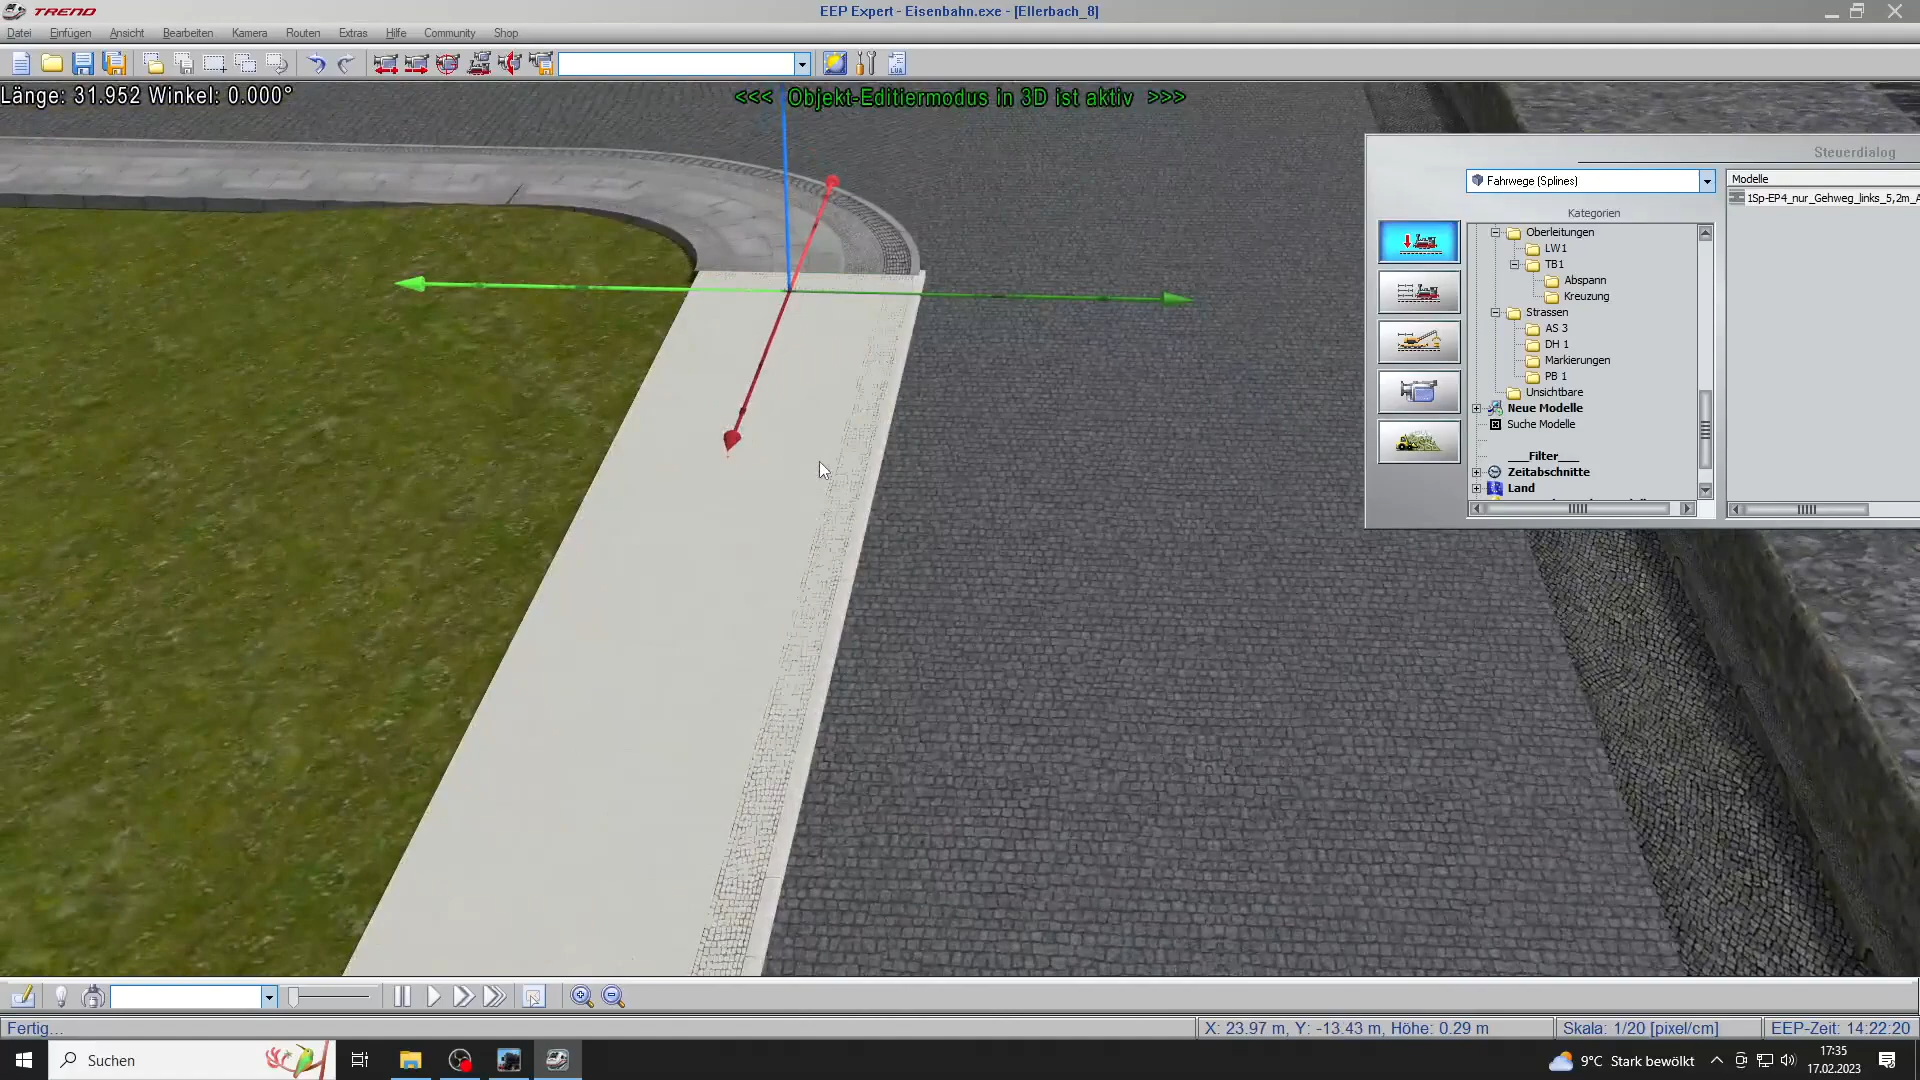 TREND
EEP Expert - Eisenbahn.exe - [Ellerbach_8]
Datei Einfügen Ansicht Bearbeiten Kamera Routen Extras Hilfe Community Shop
Länge: 31.952 Winkel: 0.000°
<<< Objekt-Editiermodus in 3D ist aktiv >>>
Steuerdialog
Fahrwege (Splines)
Modelle
1Sp-EP4_nur_Gehweg_links_5,2m_A
Kategorien
Oberleitungen
LW1
TB1
Abspann
Kreuzung
Strassen
AS 3
DH 1
Markierungen
PB 1
Unsichtbare
Neue Modelle
Suche Modelle
___Filter___
Zeitabschnitte
Land
Fertig...
X: 23.97 m, Y: -13.43 m, Höhe: 0.29 m
Skala: 1/20 [pixel/cm]
EEP-Zeit: 14:22:20
Suchen
9°C Stark bewölkt
17:35
17.02.2023